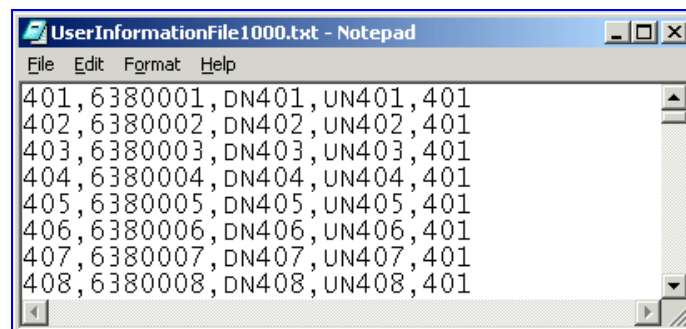 UserInformationFile1000.txt - Notepad
File Edit Format Help
401,6380001,DN401,UN401,401
402,6380002,DN402,UN402,401
403,6380003,DN403,UN403,401
404,6380004,DN404,UN404,401
405,6380005,DN405,UN405,401
406,6380006,DN406,UN406,401
407,6380007,DN407,UN407,401
408,6380008,DN408,UN408,401